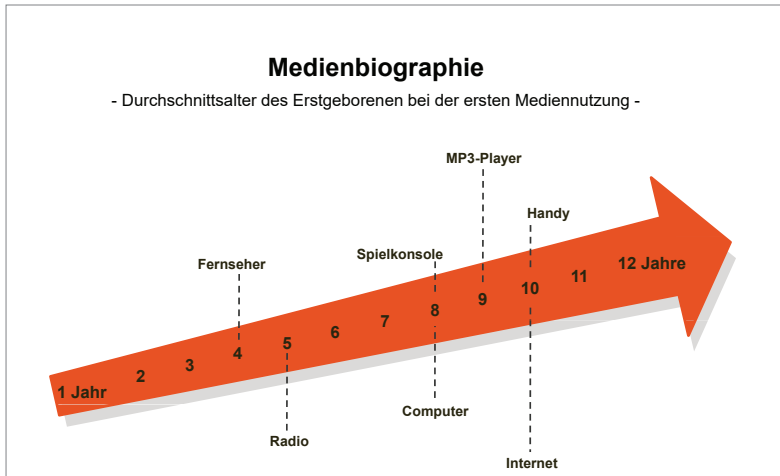 Medienbiographie
- Durchschnittsalter des Erstgeborenen bei der ersten Mediennutzung -
MP3-Player
Handy
Fernseher
Spielkonsole
1 Jahr
2
3
4
5
6
7
8
9
10
11
12 Jahre
Radio
Computer
Internet